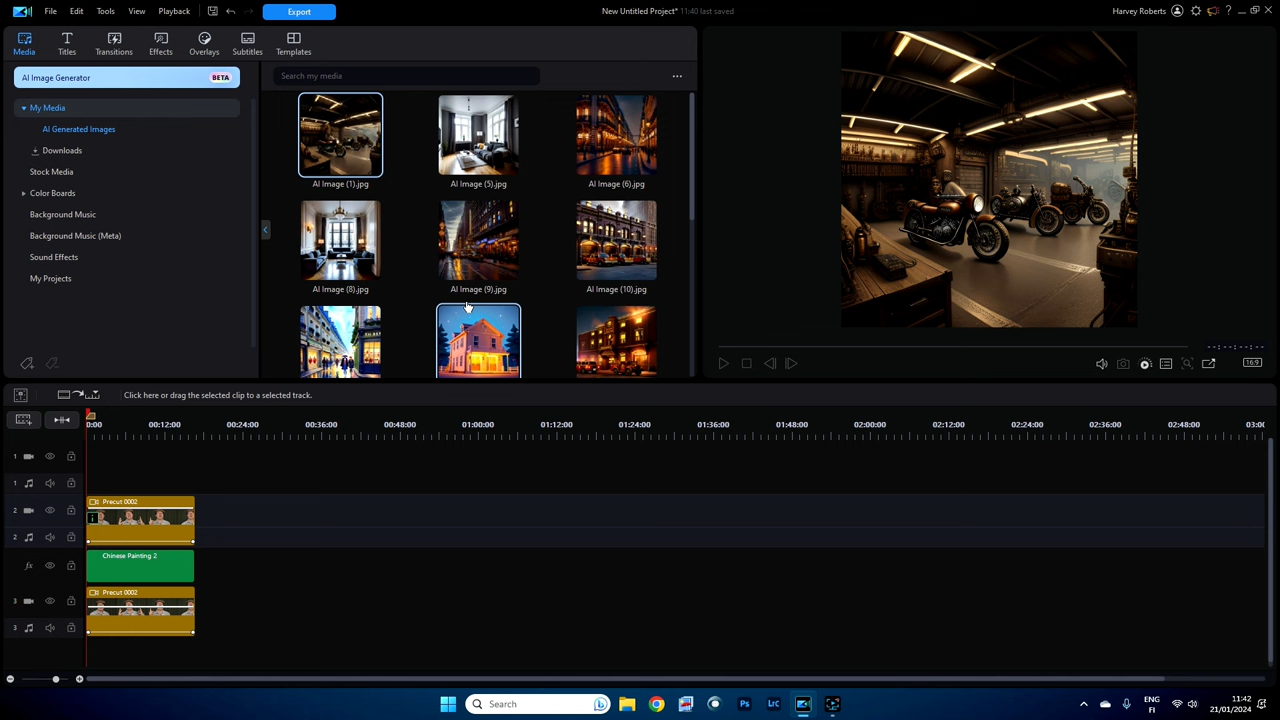 File Edit Tools View Playback Export New Untitled Project* 11:40 last saved Harvey Roberts
Media Titles Transitions Effects Overlays Subtitles Templates
AI Image Generator BETA
Search my media
My Media
AI Generated Images
Downloads
Stock Media
Color Boards
Background Music
Background Music (Meta)
Sound Effects
My Projects
AI Image (1).jpg AI Image (5).jpg AI Image (6).jpg
AI Image (8).jpg AI Image (9).jpg AI Image (10).jpg
16:9
Click here or drag the selected clip to a selected track.
0:00 00:12:00 00:24:00 00:36:00 00:48:00 01:00:00 01:12:00 01:24:00 01:36:00 01:48:00 02:00:00 02:12:00 02:24:00 02:36:00 02:48:00 03:00
1
1
2 Precut 0002
2
fx Chinese Painting 2
3 Precut 0002
3
Search Ps Lrc ENG FI 11:42 21/01/2024